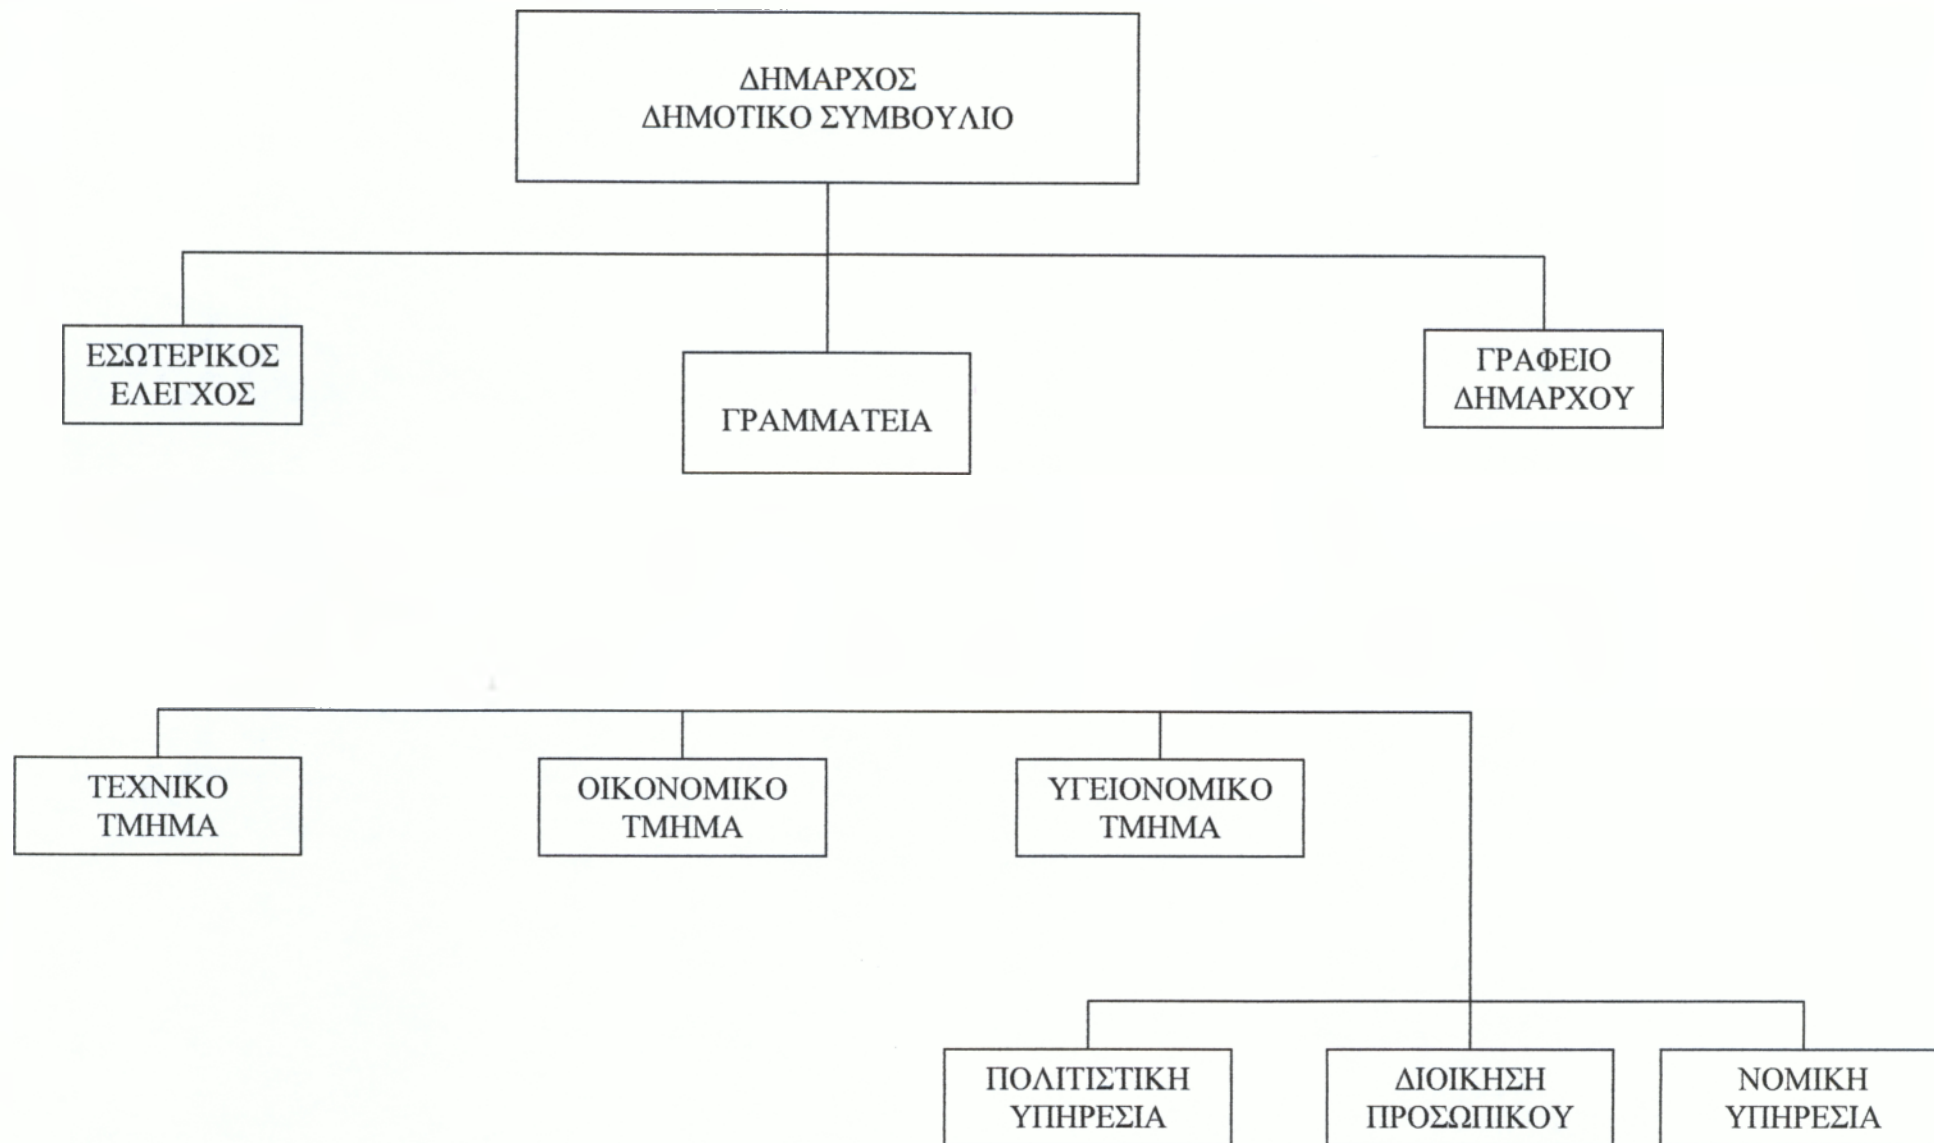 ΔΗΜΑΡΧΟΣ
ΔΗΜΟΤΙΚΟ ΣΥΜΒΟΥΛΙΟ
ΕΣΩΤΕΡΙΚΟΣ
ΕΛΕΓΧΟΣ
ΓΡΑΜΜΑΤΕΙΑ
ΓΡΑΦΕΙΟ
ΔΗΜΑΡΧΟΥ
ΤΕΧΝΙΚΟ
ΤΜΗΜΑ
ΟΙΚΟΝΟΜΙΚΟ
ΤΜΗΜΑ
ΥΓΕΙΟΝΟΜΙΚΟ
ΤΜΗΜΑ
ΠΟΛΙΤΙΣΤΙΚΗ
ΥΠΗΡΕΣΙΑ
ΔΙΟΙΚΗΣΗ
ΠΡΟΣΩΠΙΚΟΥ
ΝΟΜΙΚΗ
ΥΠΗΡΕΣΙΑ